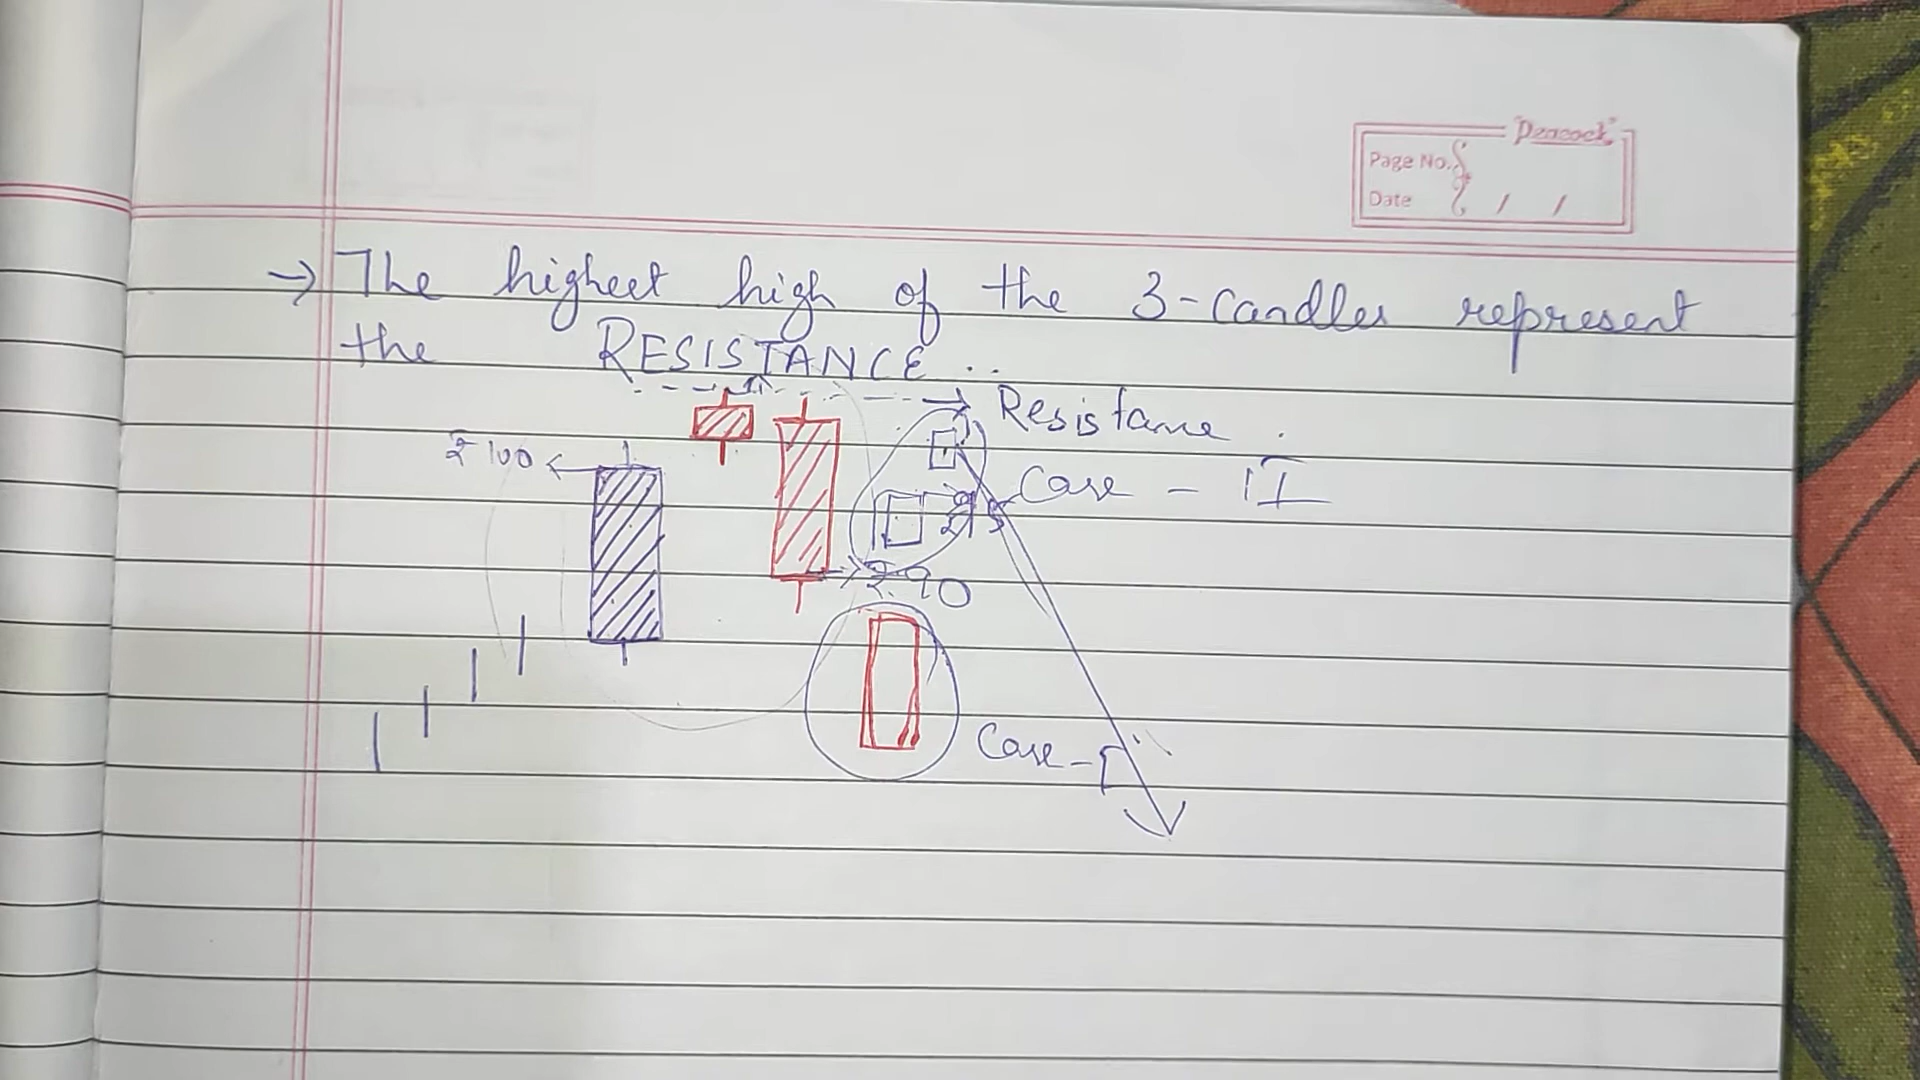 "Peacock"
Page No.
Date / /
→ The highest high of the 3-candles represent
the RESISTANCE ..
Resistance .
₹ 100
Case - II
₹ 95
₹ 90
Case - I